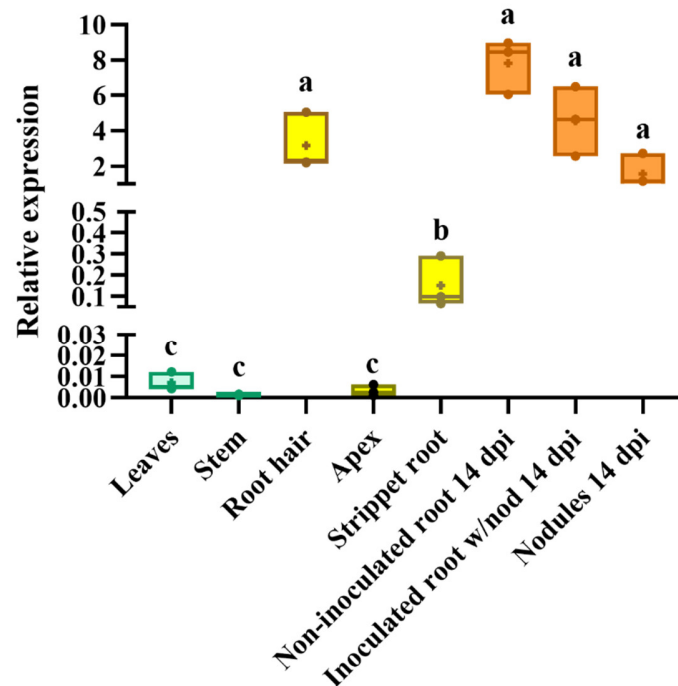 Relative expression
10
8
6
4
2
0.5
0.4
0.3
0.2
0.1
0.03
0.02
0.01
0.00
c
c
a
c
b
a
a
a
Leaves
Stem
Root hair
Apex
Strippet root
Non-inoculated root 14 dpi
Inoculated root w/nod 14 dpi
Nodules 14 dpi